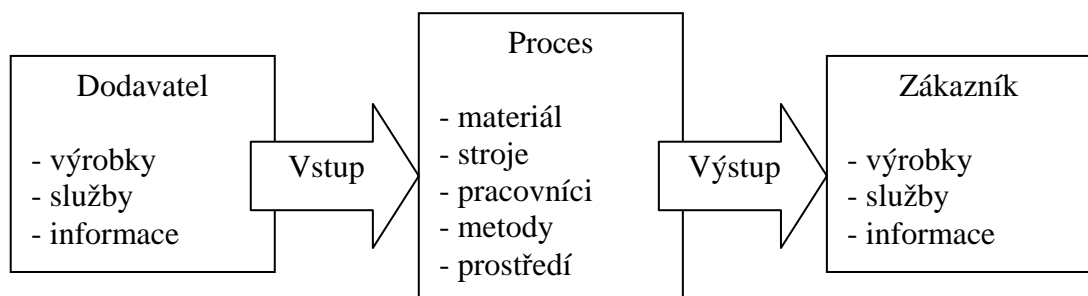 Dodavatel
- výrobky
- služby
- informace
Vstup
Proces
- materiál
- stroje
- pracovníci
- metody
- prostředí
Výstup
Zákazník
- výrobky
- služby
- informace